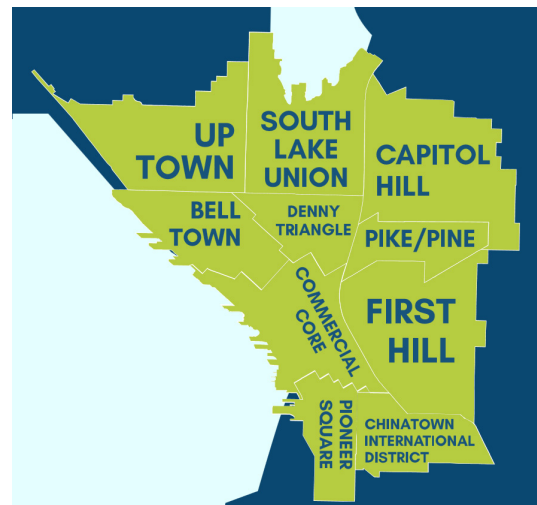 UP
TOWN
SOUTH
LAKE
UNION
CAPITOL
HILL
BELL
TOWN
DENNY
TRIANGLE
PIKE/PINE
COMMERCIAL
CORE
FIRST
HILL
PIONEER
SQUARE
CHINATOWN
INTERNATIONAL
DISTRICT